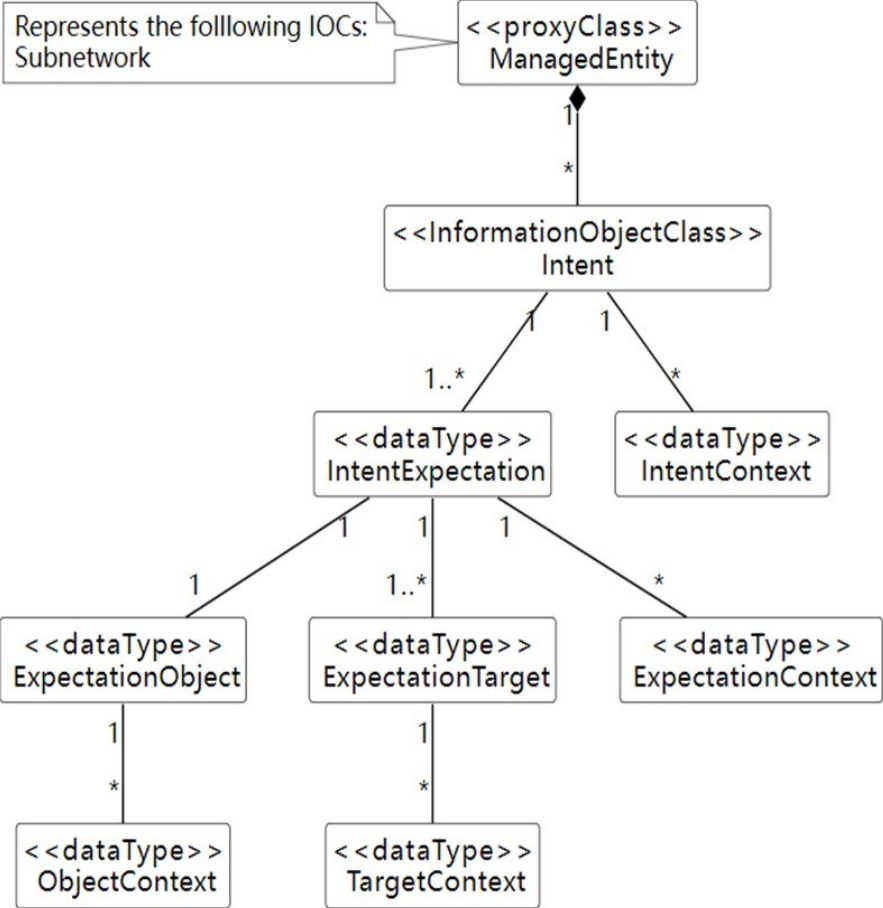 Represents the folllowing IOCs:
Subnetwork
<<proxyClass>>
ManagedEntity
1
*
<<InformationObjectClass>>
Intent
1
1
1..*
*
<<dataType>>
IntentExpectation
<<dataType>>
IntentContext
1
1
1
1
1..*
*
<<dataType>>
ExpectationObject
<<dataType>>
ExpectationTarget
<<dataType>>
ExpectationContext
1
1
*
*
<<dataType>>
ObjectContext
<<dataType>>
TargetContext